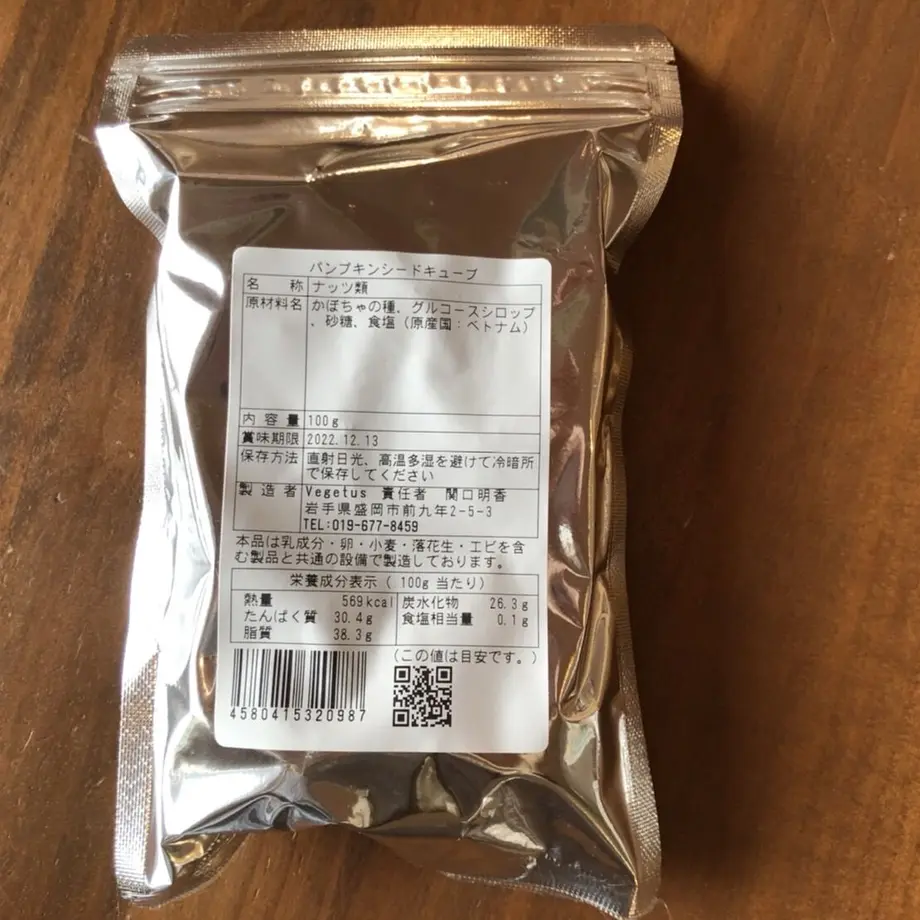 パンプキンシードキューブ
名称 ナッツ類
原材料名 かぼちゃの種、グルコースシロップ
、砂糖、食塩（原産国：ベトナム）
内容量 100g
賞味期限 2022.12.13
保存方法 直射日光、高温多湿を避けて冷暗所
で保存してください
製造者 Vegetus 責任者 関口明香
岩手県盛岡市前九年2-5-3
TEL:019-677-8459
本品は乳成分・卵・小麦・落花生・エビを含
む製品と共通の設備で製造しております。
栄養成分表示（ 100g 当たり）
熱量 569kcal 炭水化物 26.3g
たんぱく質 30.4g 食塩相当量 0.1g
脂質 38.3g
（この値は目安です。）
4580415320987